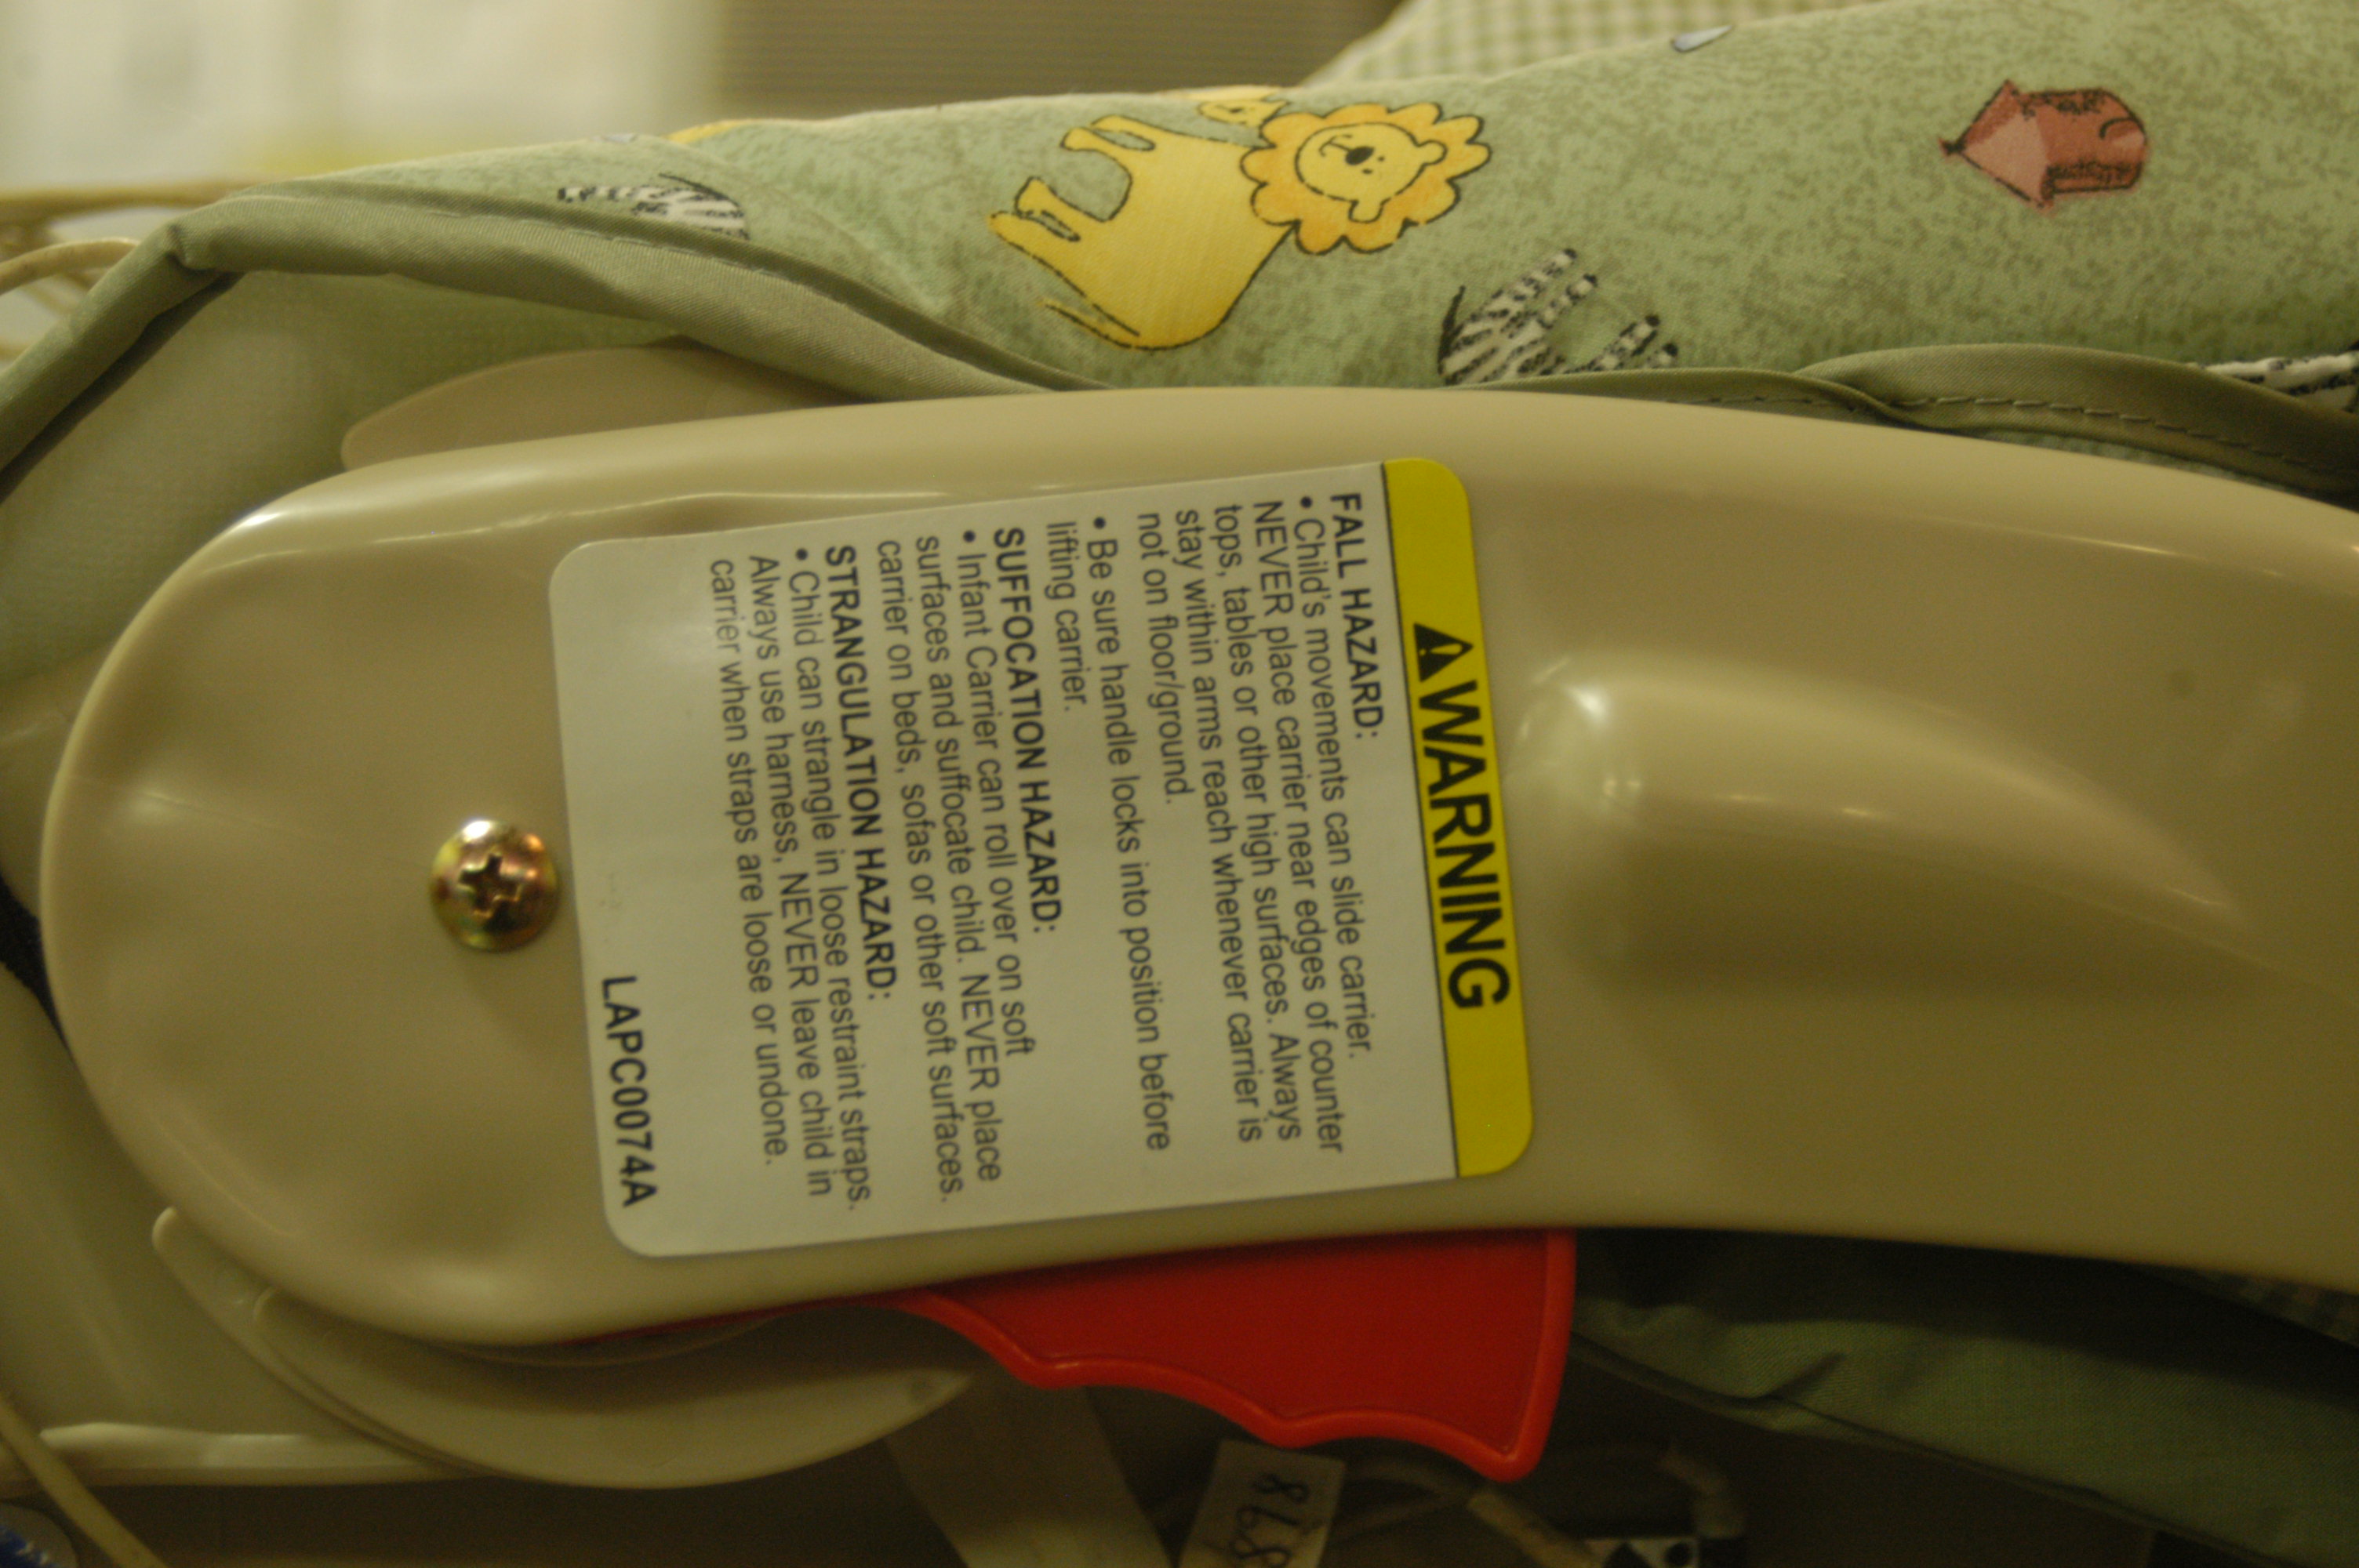 WARNING
FALL HAZARD:
• Child's movements can slide carrier.
NEVER place carrier near edges of counter
tops, tables or other high surfaces. Always
stay within arms reach whenever carrier is
not on floor/ground.
• Be sure handle locks into position before
lifting carrier.
SUFFOCATION HAZARD:
• Infant Carrier can roll over on soft
surfaces and suffocate child. NEVER place
carrier on beds, sofas or other soft surfaces.
STRANGULATION HAZARD:
• Child can strangle in loose restraint straps.
Always use harness, NEVER leave child in
carrier when straps are loose or undone.
LAPC0074A